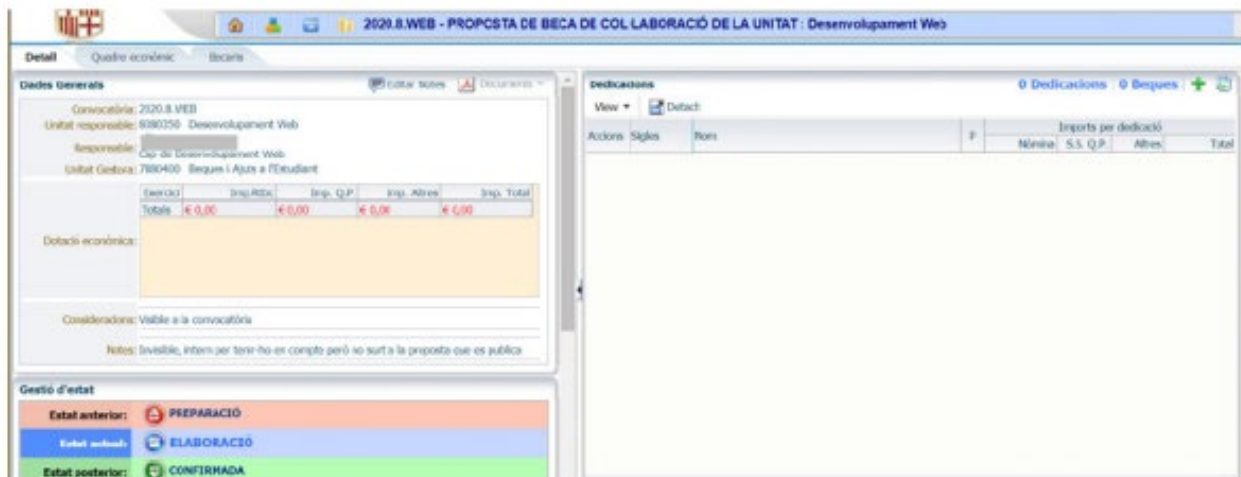 2020.8.WEB - PROPOSTA DE BECA DE COL·LABORACIÓ DE LA UNITAT : Desenvolupament Web
Detall Quadre econòmic Becaris
Dades Generals Editar Notes Documents
Convocatòria: 2020.8.WEB
Unitat responsable: 8380350 Desenvolupament Web
Responsable:
Cap de Desenvolupament Web
Unitat Gestora: 7880400 Beques i Ajuts a l'Estudiant
Exercici Imp. Q.P. Imp. Altres Imp. Total
Totals € 0,00 € 0,00 € 0,00 € 0,00
Dotació econòmica:
Consideracions: Visible a la convocatòria
Notes: Invisible, intern per tenir-ho en compte però no surt a la proposta que es publica
Gestió d'estat
Estat anterior: PREPARACIÓ
Estat actual: ELABORACIÓ
Estat posterior: CONFIRMADA
Dedicacions 0 Dedicacions 0 Beques
View Detach
Accions Sigles Nom P Imports per dedicació
Nòmina S.S. Q.P. Altres Total